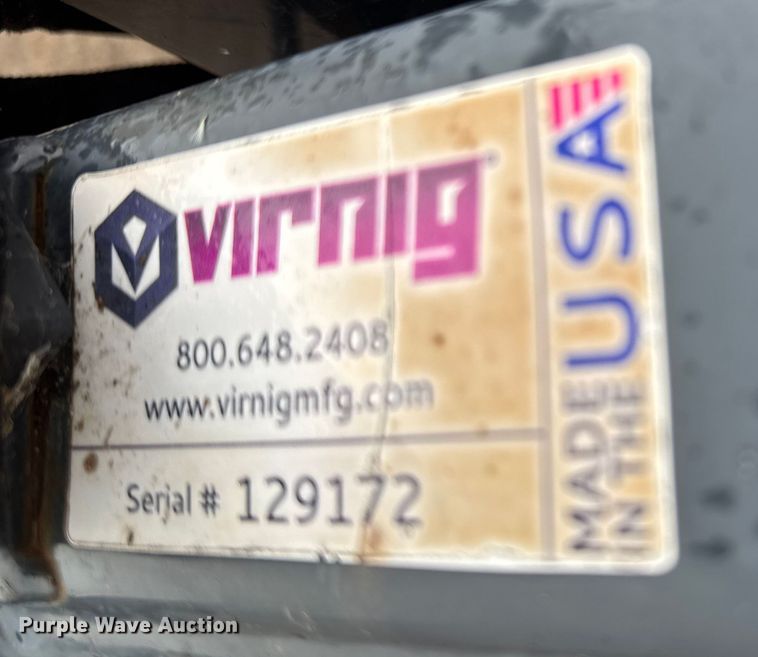 virnig
800.648.2408
www.virnigmfg.com
Serial # 129172
MADE
IN THE
USA
Purple Wave Auction